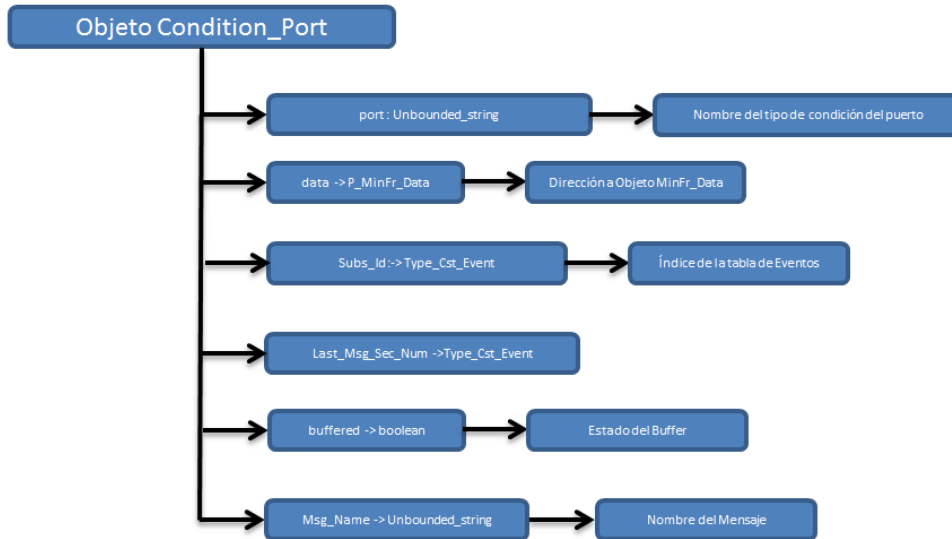 Objeto Condition_Port
port : Unbounded_string
Nombre del tipo de condición del puerto
data -> P_MinFr_Data
Dirección a Objeto MinFr_Data
Subs_Id :-> Type_Cst_Event
Índice de la tabla de Eventos
Last_Msg_Sec_Num -> Type_Cst_Event
buffered -> boolean
Estado del Buffer
Msg_Name -> Unbounded_string
Nombre del Mensaje